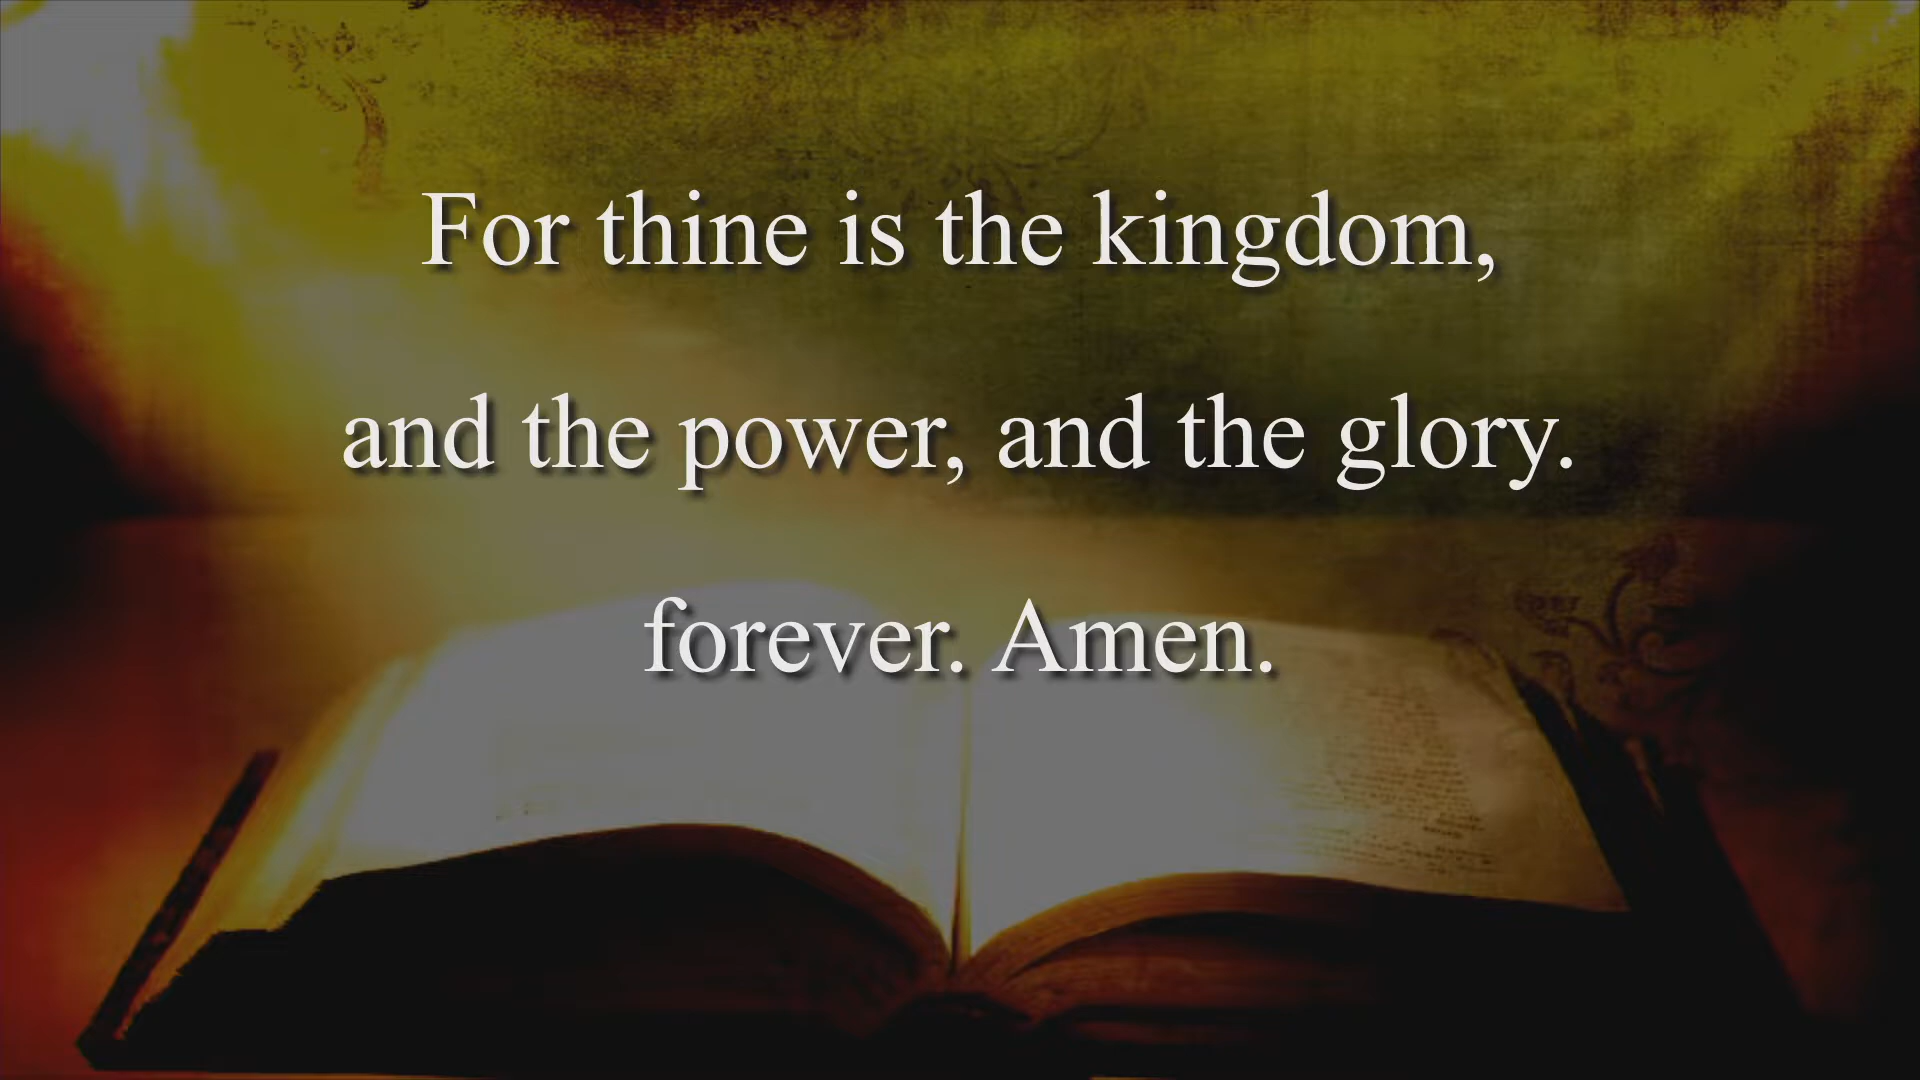 For thine is the kingdom,
and the power, and the glory.
forever. Amen.